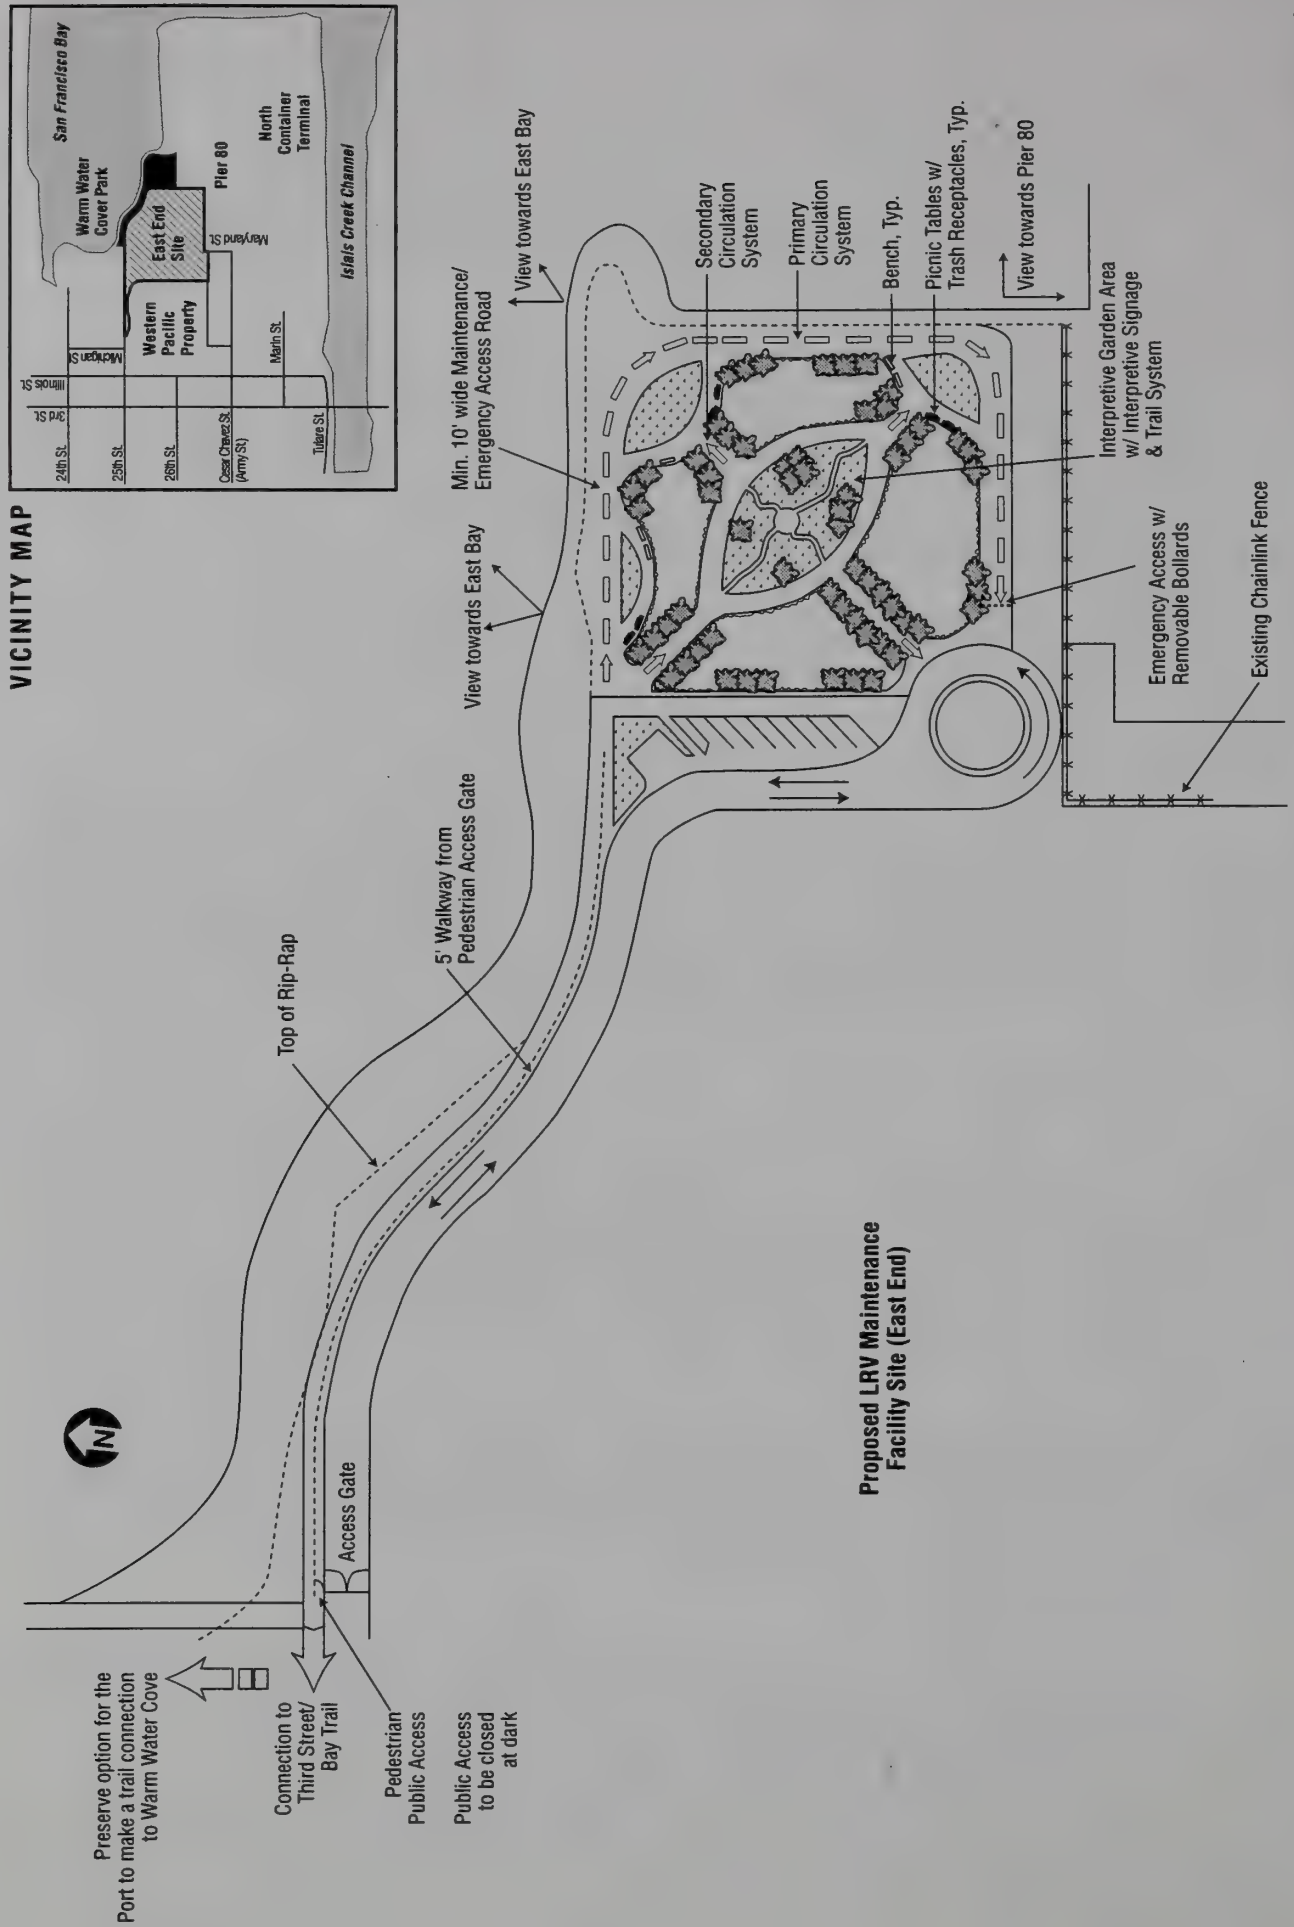 VICINITY MAP
San Francisco Bay
Warm Water
Cover Park
East End
Site
Pier 80
North
Container
Terminal
Western
Pacific
Property
Islais Creek Channel
Maryland St.
Marin St.
Michigan St
Illinois St.
3rd St.
24th St.
25th St.
26th St.
Cesar Chavez St.
(Army St.)
Tulare St.
N
Preserve option for the
Port to make a trail connection
to Warm Water Cove
Connection to
Third Street/
Bay Trail
Pedestrian
Public Access
Public Access
to be closed
at dark
Access Gate
Top of Rip-Rap
5' Walkway from
Pedestrian Access Gate
View towards East Bay
Min. 10' wide Maintenance/
Emergency Access Road
View towards East Bay
Secondary
Circulation
System
Primary
Circulation
System
Bench, Typ.
Picnic Tables w/
Trash Receptacles, Typ.
View towards Pier 80
Interpretive Garden Area
w/ Interpretive Signage
& Trail System
Emergency Access w/
Removable Bollards
Existing Chainlink Fence
Proposed LRV Maintenance
Facility Site (East End)